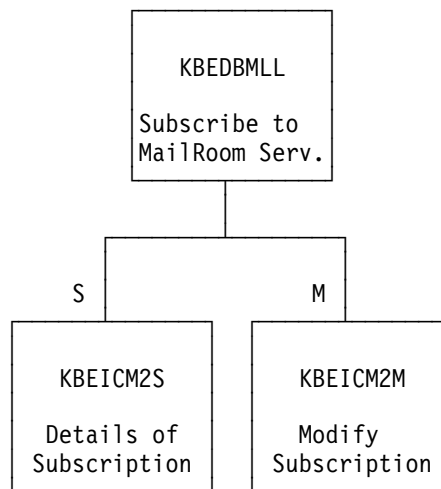 KBEDBMLL
Subscribe to
MailRoom Serv.
S
M
KBEICM2S
Details of
Subscription
KBEICM2M
Modify
Subscription